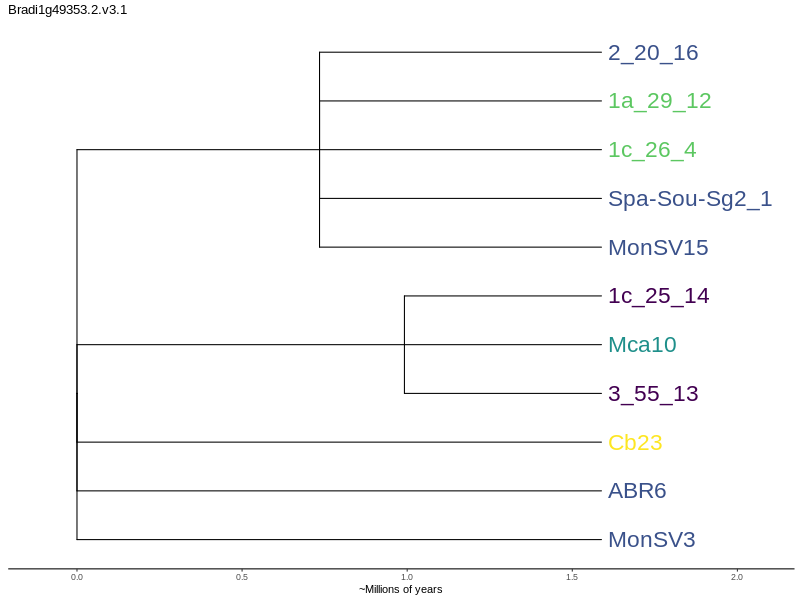 Bradi1g49353.2.v3.1
2_20_16
1a_29_12
1c_26_4
Spa-Sou-Sg2_1
MonSV15
1c_25_14
Mca10
3_55_13
Cb23
ABR6
MonSV3
0.0 0.5 1.0 1.5 2.0
~Millions of years